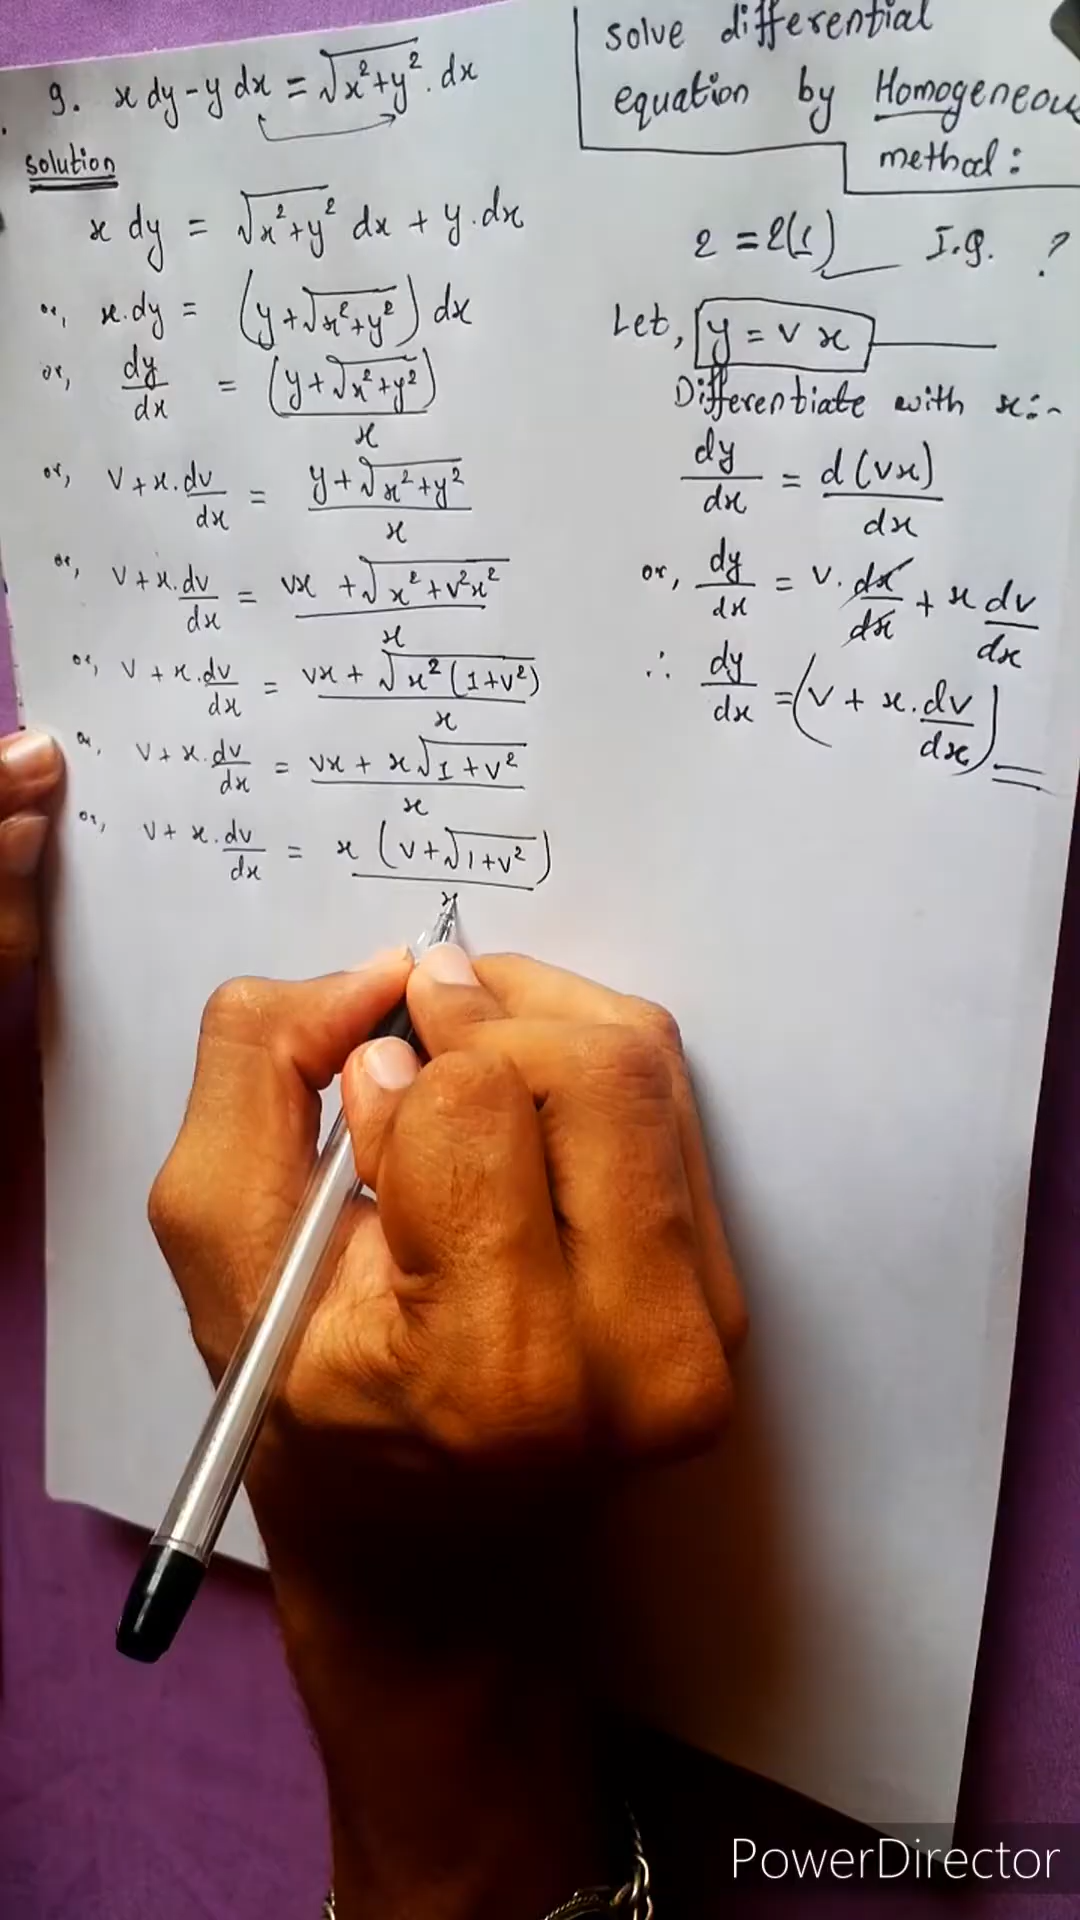 solve differential
equation by Homogeneous
method:
9. x dy - y dx = √x²+y² . dx
solution
x dy = √x²+y² dx + y.dx
or, x.dy = (y+√x²+y²) dx
or, dy/dx = (y+√x²+y²)/x
or, v+x.dv/dx = y+√x²+y²/x
or, v+x.dv/dx = vx+√x²+v²x²/x
or, v+x.dv/dx = vx+√x²(1+v²)/x
or, v+x.dv/dx = vx+x√1+v²/x
or, v+x.dv/dx = x(v+√1+v²)/x
2 = 2(1) I.g. ?
Let, y = v x
Differentiate with x:~
dy/dx = d(vx)/dx
or, dy/dx = v.dx/dx + x dv/dx
∴ dy/dx = (v + x.dv/dx)
PowerDirector